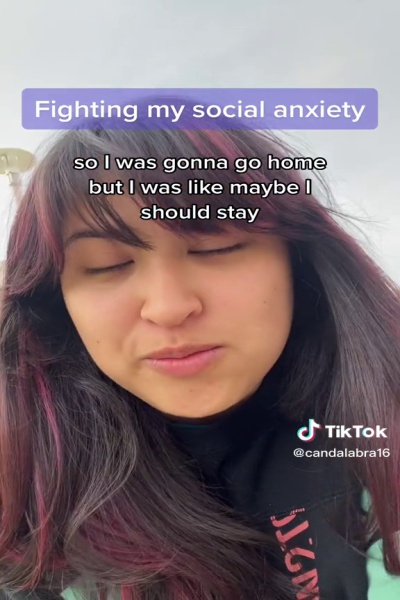 Fighting my social anxiety
so I was gonna go home
but I was like maybe I
should stay
TikTok
@candalabra16